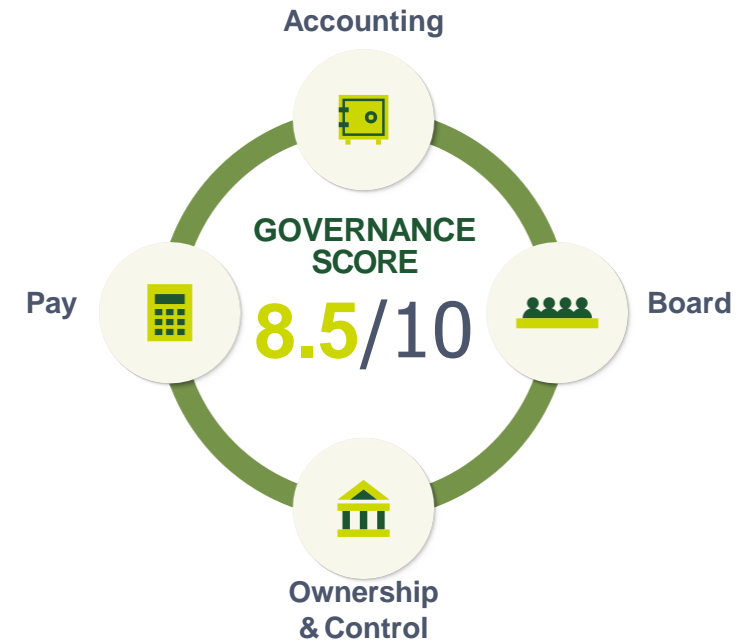 Accounting
GOVERNANCE
SCORE
8.5/10
Pay
Board
Ownership
& Control